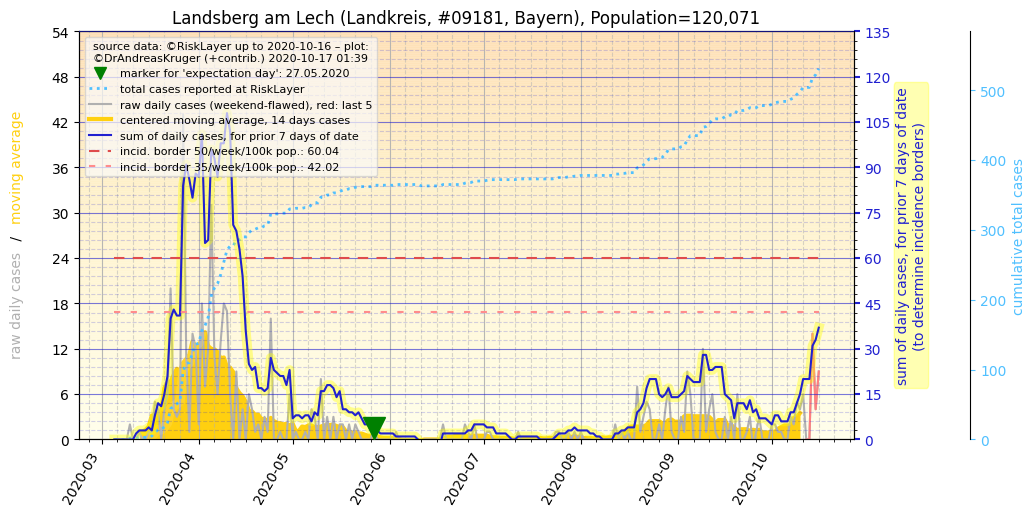 Landsberg am Lech (Landkreis, #09181, Bayern), Population=120,071
source data: ©RiskLayer up to 2020-10-16 – plot:
©DrAndreasKruger (+contrib.) 2020-10-17 01:39
marker for 'expectation day': 27.05.2020
total cases reported at RiskLayer
raw daily cases (weekend-flawed), red: last 5
centered moving average, 14 days cases
sum of daily cases, for prior 7 days of date
incid. border 50/week/100k pop.: 60.04
incid. border 35/week/100k pop.: 42.02
raw daily cases / moving average
54
48
42
36
30
24
18
12
6
0
2020-03
2020-04
2020-05
2020-06
2020-07
2020-08
2020-09
2020-10
135
120
105
90
75
60
45
30
15
0
sum of daily cases, for prior 7 days of date
(to determine incidence borders)
500
400
300
200
100
0
cumulative total cases